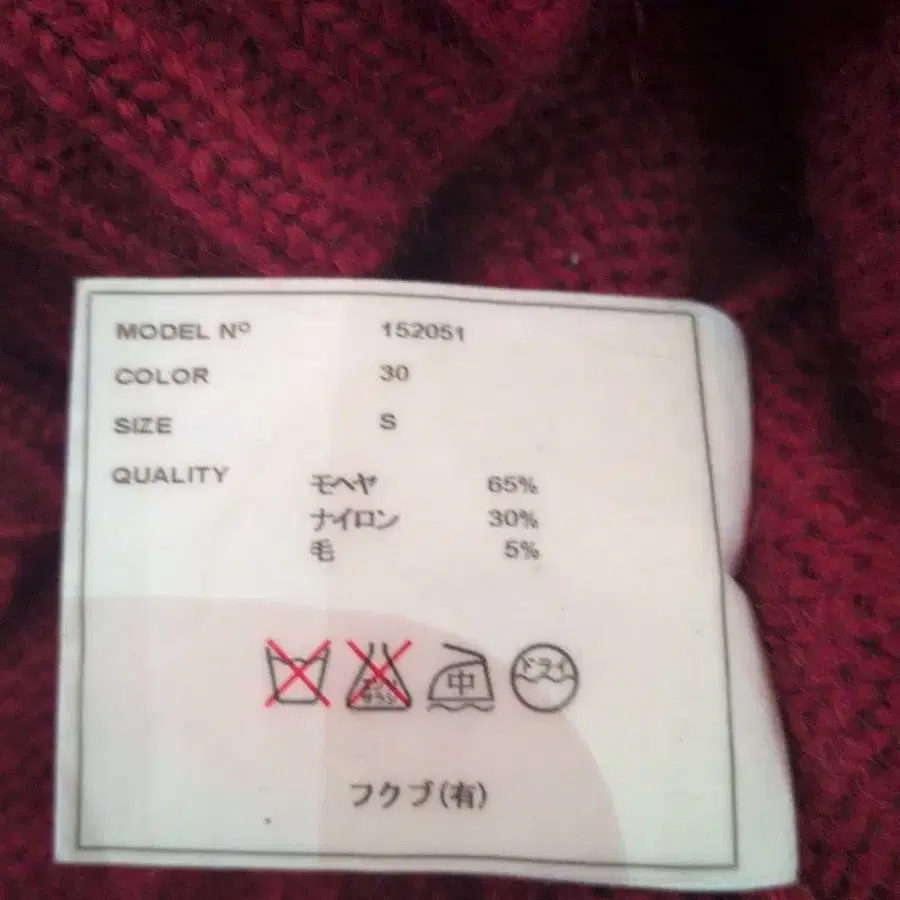 MODEL Nº 152051
COLOR 30
SIZE S
QUALITY
モヘヤ 65%
ナイロン 30%
毛 5%
中 ドライ
フクブ(有)